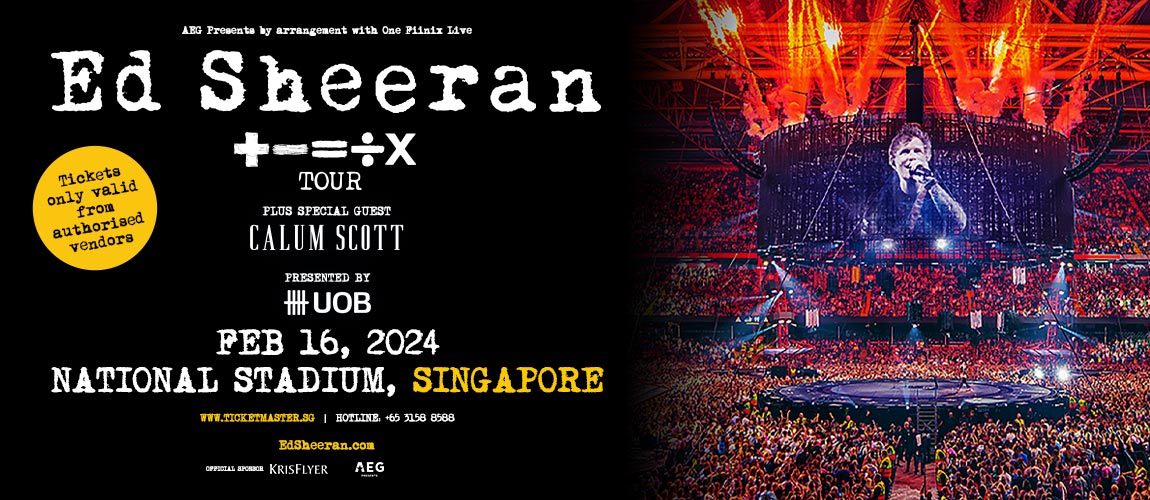 AEG Presents by arrangement with One Fiinix Live
Ed Sheeran
+-=÷x
TOUR
Tickets
only valid
from
authorised
vendors
PLUS SPECIAL GUEST
CALUM SCOTT
PRESENTED BY
UOB
FEB 16, 2024
NATIONAL STADIUM, SINGAPORE
WWW.TICKETMASTER.SG | HOTLINE: +65 3158 8588
EdSheeran.com
OFFICIAL SPONSOR KRISFLYER AEG
PRESENTS